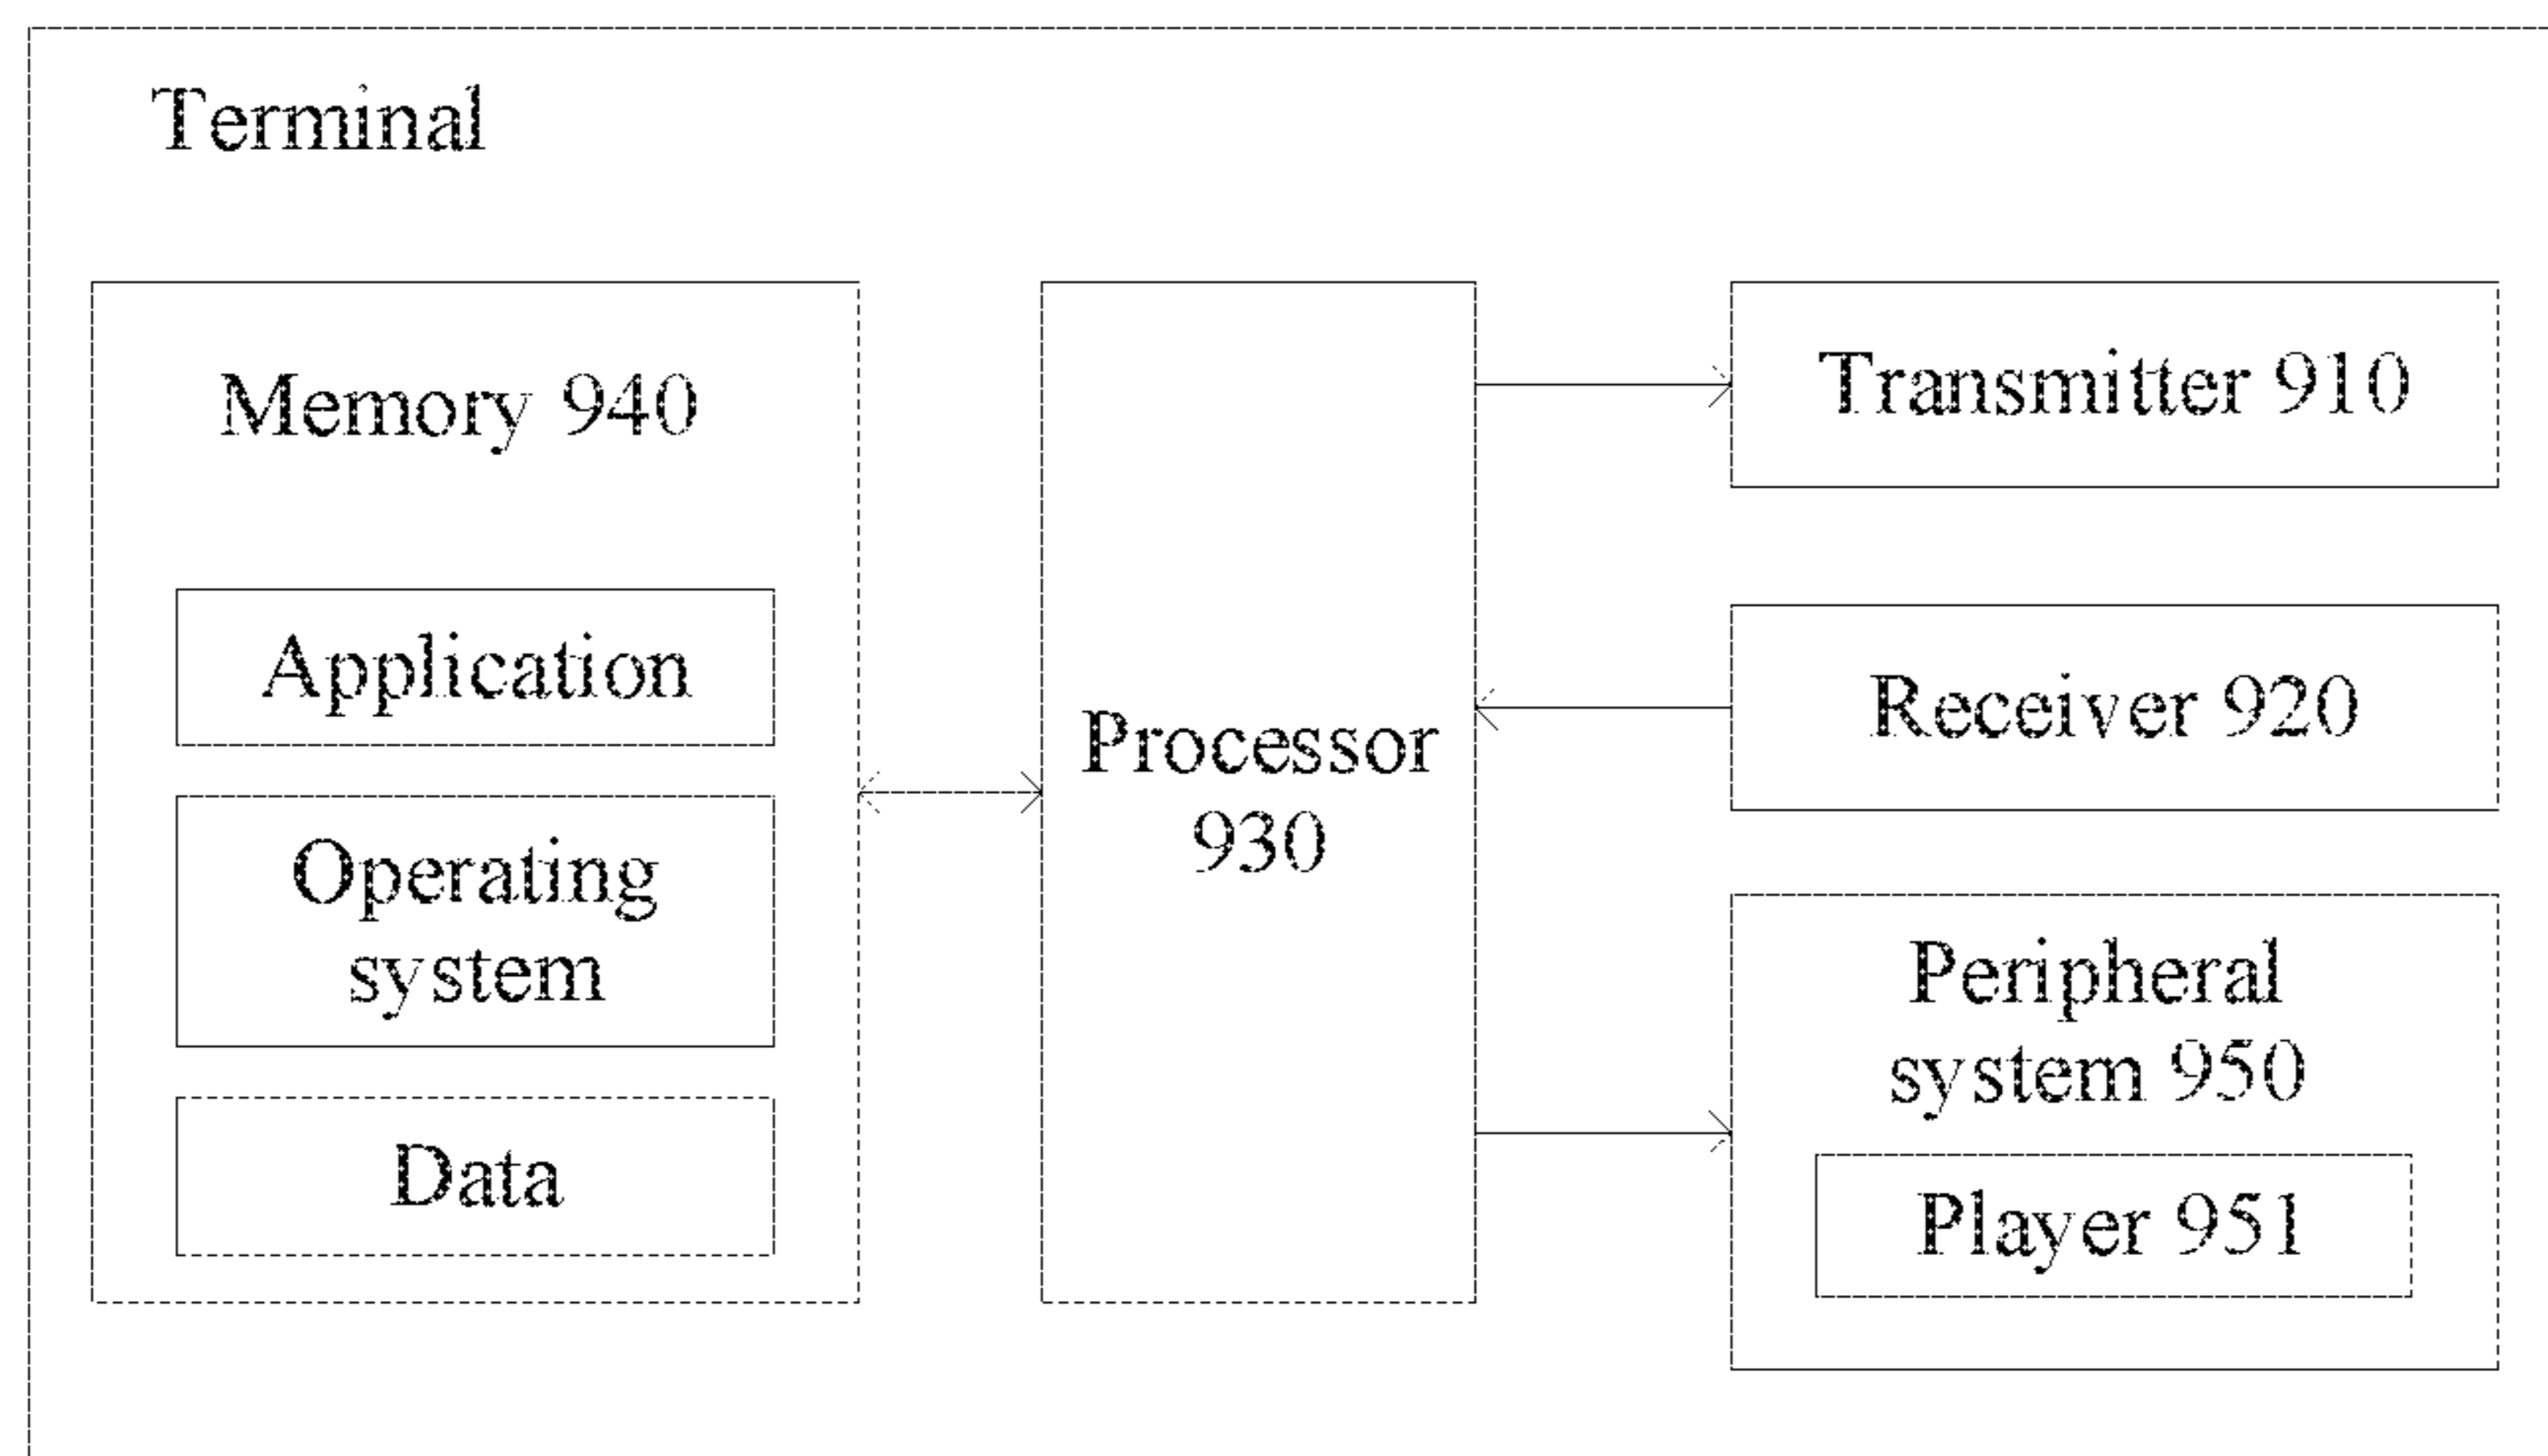 Terminal
Memory 940
Application
Operating
system
Data
Processor
930
Transmitter 910
Receiver 920
Peripheral
system 950
Player 951